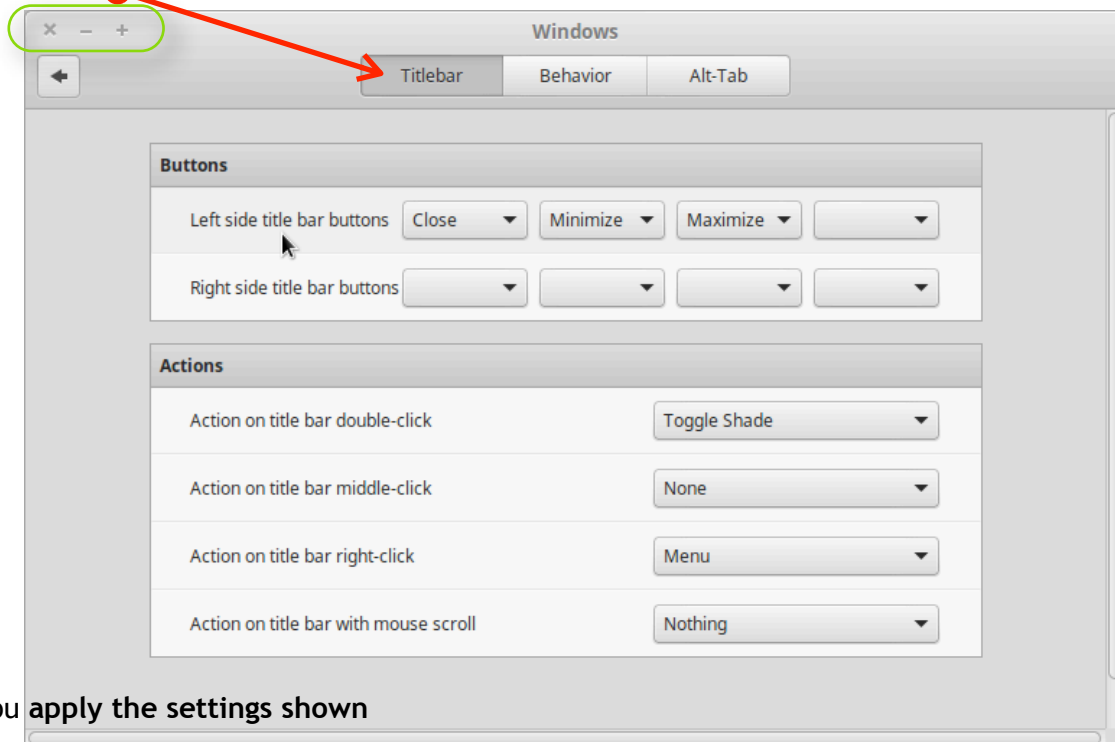 × – +
Windows
Titlebar Behavior Alt-Tab
Buttons
Left side title bar buttons Close Minimize Maximize
Right side title bar buttons
Actions
Action on title bar double-click Toggle Shade
Action on title bar middle-click None
Action on title bar right-click Menu
Action on title bar with mouse scroll Nothing
apply the settings shown